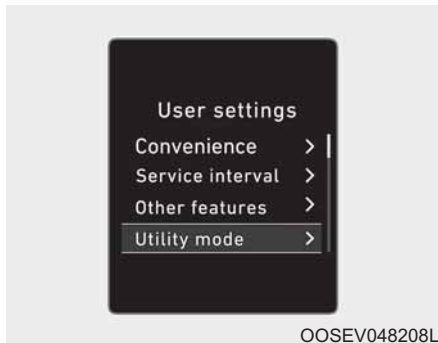 User settings
Convenience >
Service interval >
Other features >
Utility mode >
OOSEV048208L